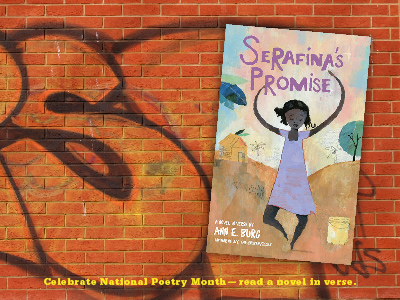 SERAFINA'S
PROMISE
A NOVEL IN VERSE BY
ANN E. BURG
Celebrate National Poetry Month—read a novel in verse.